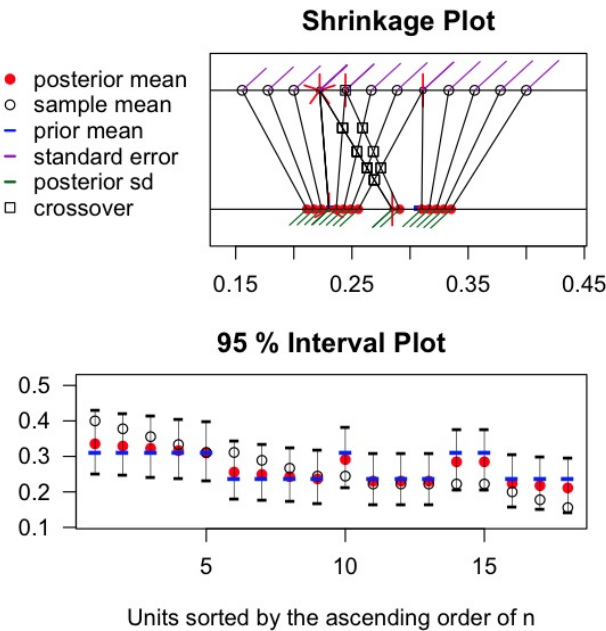 Shrinkage Plot
posterior mean
sample mean
prior mean
standard error
posterior sd
crossover
0.15 0.25 0.35 0.45
95 % Interval Plot
0.5
0.4
0.3
0.2
0.1
5 10 15
Units sorted by the ascending order of n